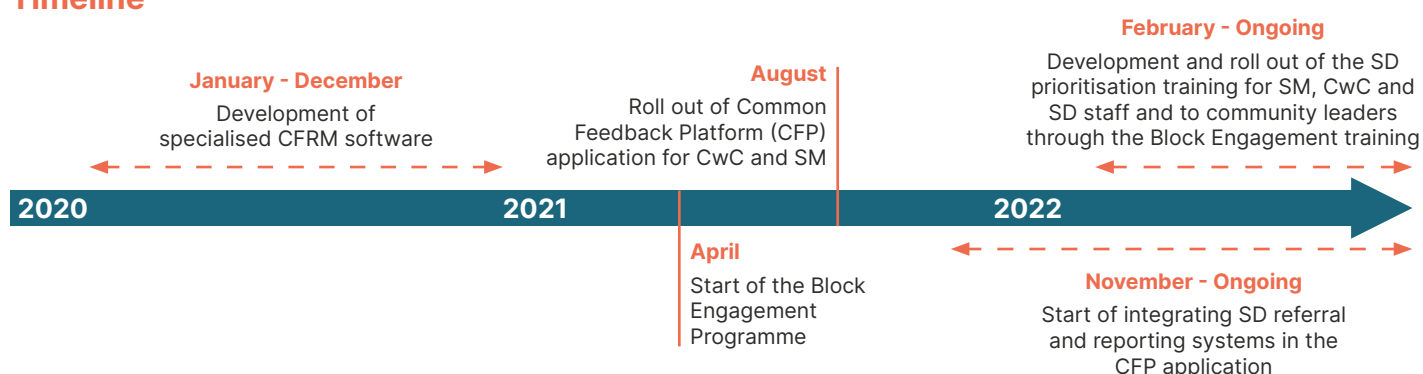 Timeline
January - December
Development of
specialised CFRM software
August
Roll out of Common
Feedback Platform (CFP)
application for CwC and SM
February - Ongoing
Development and roll out of the SD
prioritisation training for SM, CwC and
SD staff and to community leaders
through the Block Engagement training
2020
2021
2022
April
Start of the Block
Engagement
Programme
November - Ongoing
Start of integrating SD referral
and reporting systems in the
CFP application